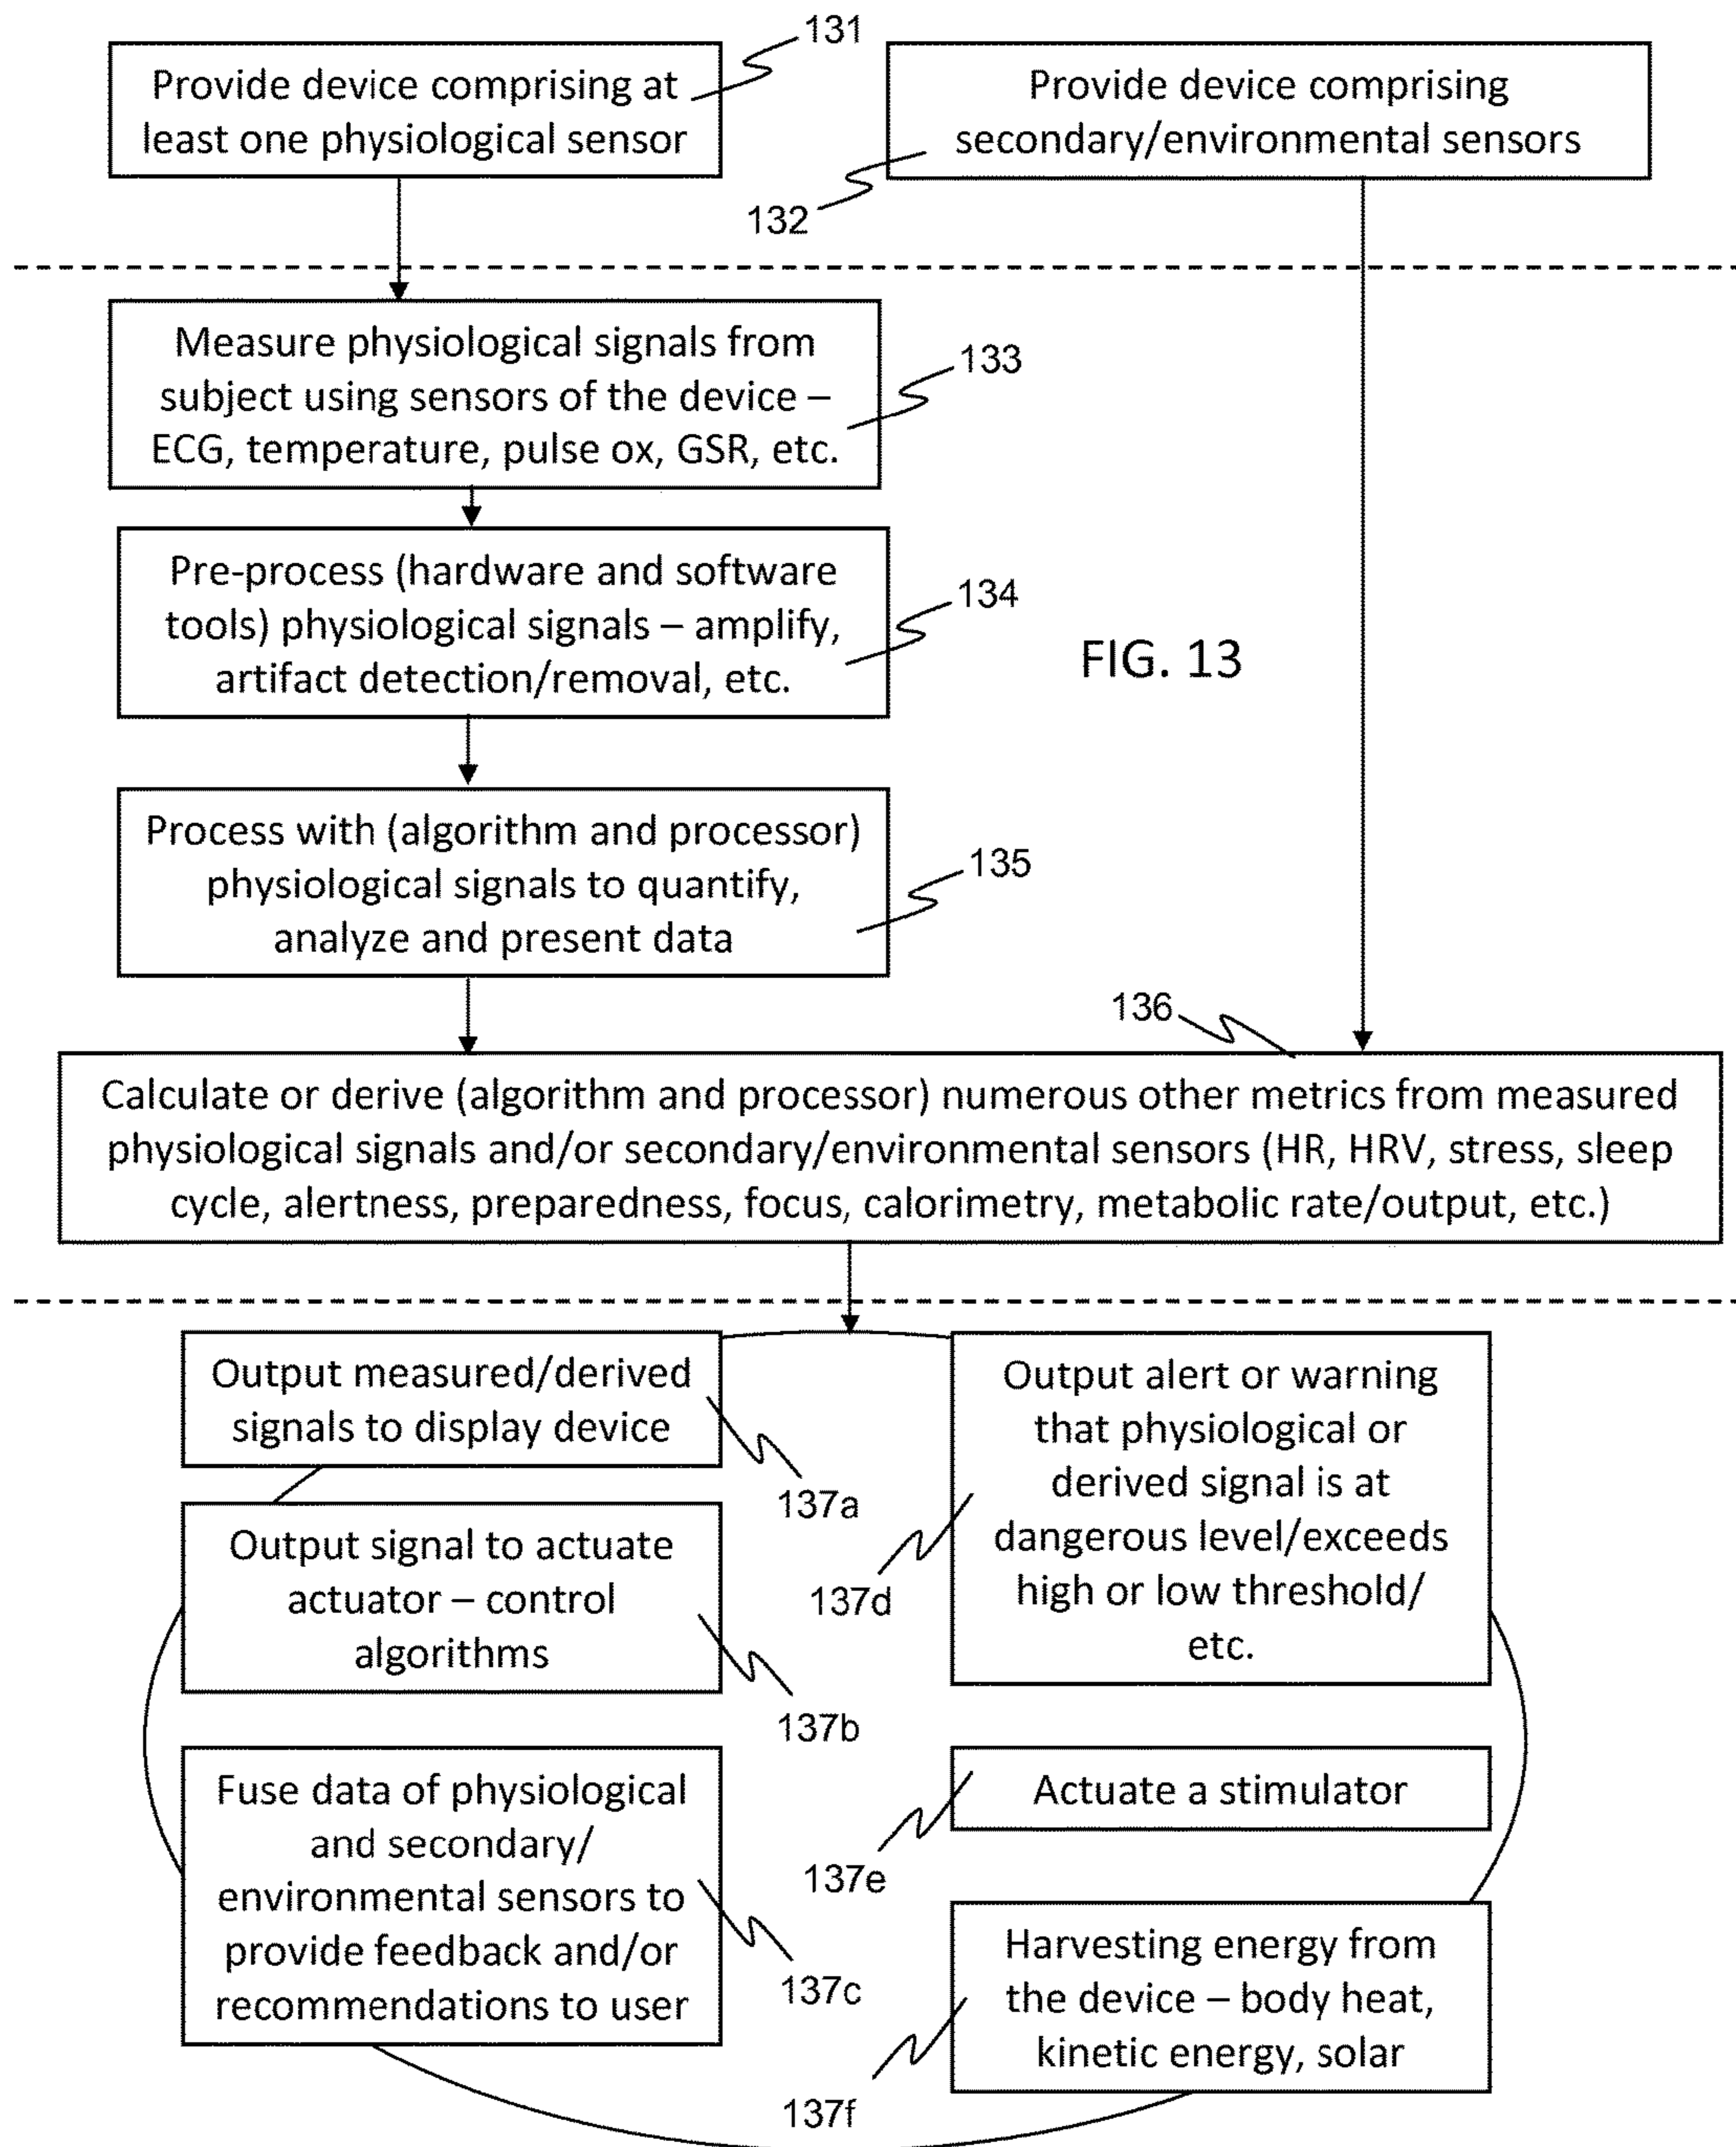 131
Provide device comprising at
least one physiological sensor
Provide device comprising
secondary/environmental sensors
132
Measure physiological signals from
subject using sensors of the device –
ECG, temperature, pulse ox, GSR, etc.
133
Pre-process (hardware and software
tools) physiological signals – amplify,
artifact detection/removal, etc.
134
FIG. 13
Process with (algorithm and processor)
physiological signals to quantify,
analyze and present data
135
136
Calculate or derive (algorithm and processor) numerous other metrics from measured
physiological signals and/or secondary/environmental sensors (HR, HRV, stress, sleep
cycle, alertness, preparedness, focus, calorimetry, metabolic rate/output, etc.)
Output measured/derived
signals to display device
137a
Output signal to actuate
actuator – control
algorithms
137b
Fuse data of physiological
and secondary/
environmental sensors to
provide feedback and/or
recommendations to user
137c
Output alert or warning
that physiological or
derived signal is at
dangerous level/exceeds
high or low threshold/
etc.
137d
Actuate a stimulator
137e
Harvesting energy from
the device – body heat,
kinetic energy, solar
137f